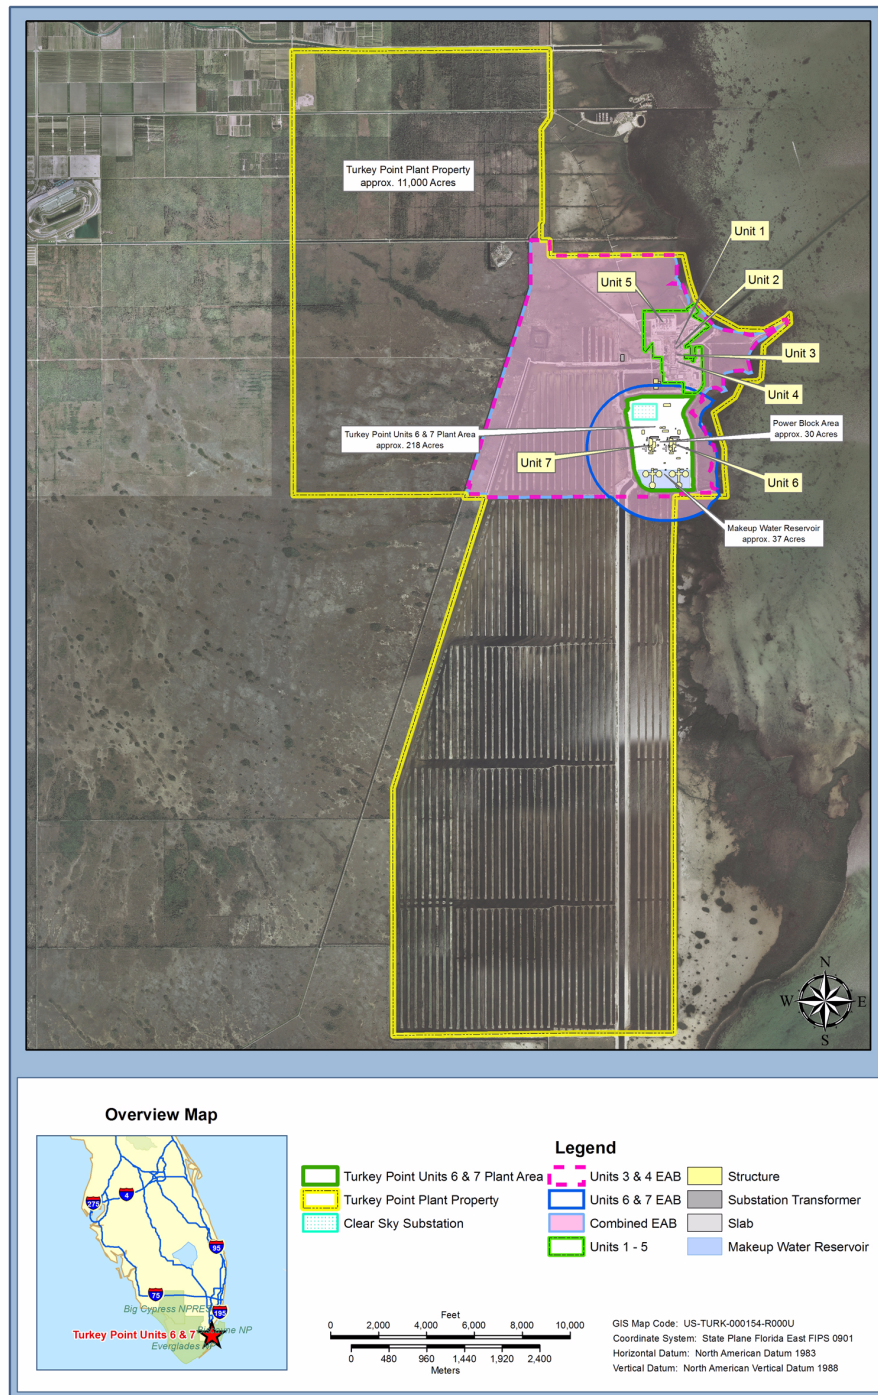 Turkey Point Plant Property
approx. 11,000 Acres
Unit 1
Unit 2
Unit 5
Unit 3
Unit 4
Turkey Point Units 6 & 7 Plant Area
approx. 218 Acres
Power Block Area
approx. 30 Acres
Unit 7
Unit 6
Makeup Water Reservoir
approx. 37 Acres
N
W
E
S
Overview Map
275
4
95
75
195
Big Cypress NPRES
Biscayne NP
Turkey Point Units 6 & 7
Everglades NP
Legend
Turkey Point Units 6 & 7 Plant Area
Turkey Point Plant Property
Clear Sky Substation
Units 3 & 4 EAB
Units 6 & 7 EAB
Combined EAB
Units 1 - 5
Structure
Substation Transformer
Slab
Makeup Water Reservoir
Feet
0 2,000 4,000 6,000 8,000 10,000
0 480 960 1,440 1,920 2,400
Meters
GIS Map Code: US-TURK-000154-R000U
Coordinate System: State Plane Florida East FIPS 0901
Horizontal Datum: North American Datum 1983
Vertical Datum: North American Vertical Datum 1988